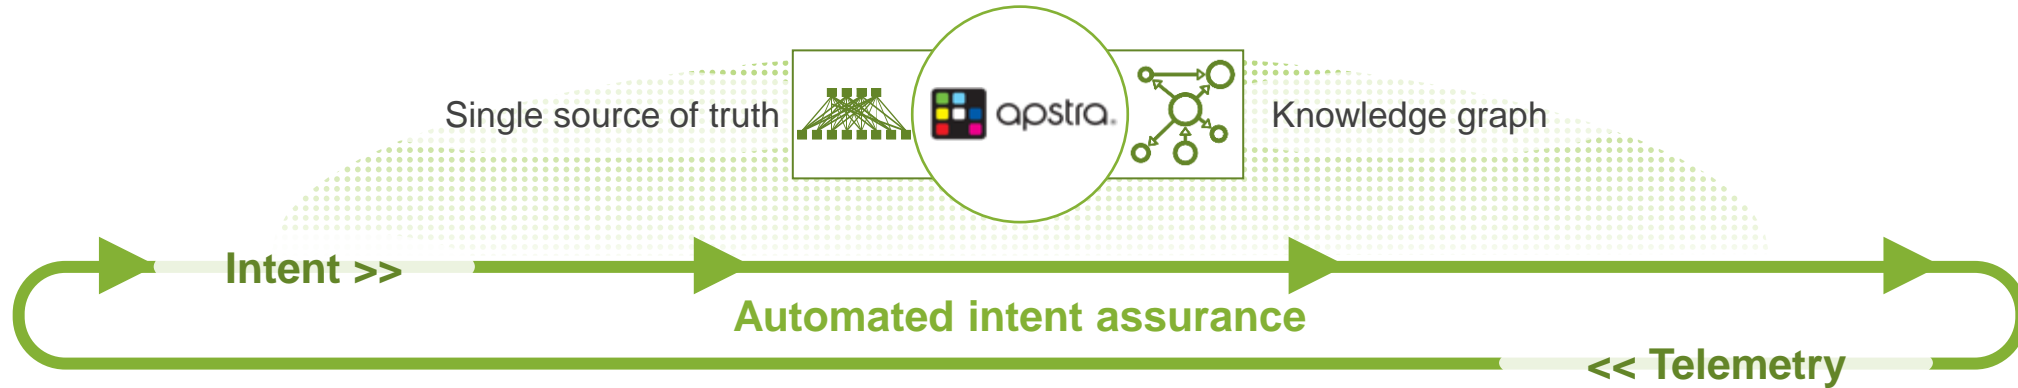 Single source of truth
apstra.
Knowledge graph
Intent >>
Automated intent assurance
<< Telemetry